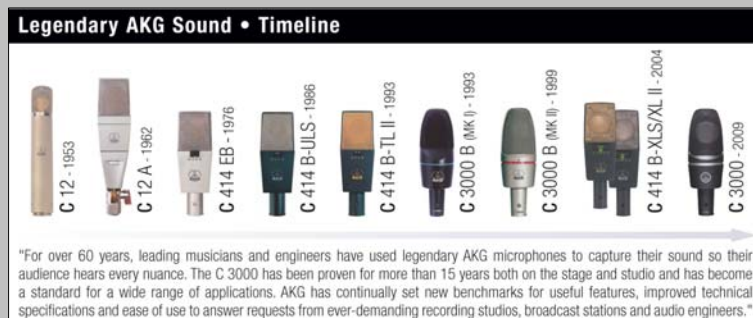 Legendary AKG Sound • Timeline
C 12 - 1953
C 12 A - 1962
C 414 EB - 1976
C 414 B-ULS - 1986
C 414 B-TL II - 1993
C 3000 B (MK I) - 1993
C 3000 B (MK II) - 1999
C 414 B-XLS/XL II - 2004
C 3000 - 2009
"For over 60 years, leading musicians and engineers have used legendary AKG microphones to capture their sound so their
audience hears every nuance. The C 3000 has been proven for more than 15 years both on the stage and studio and has become
a standard for a wide range of applications. AKG has continually set new benchmarks for useful features, improved technical
specifications and ease of use to answer requests from ever-demanding recording studios, broadcast stations and audio engineers."